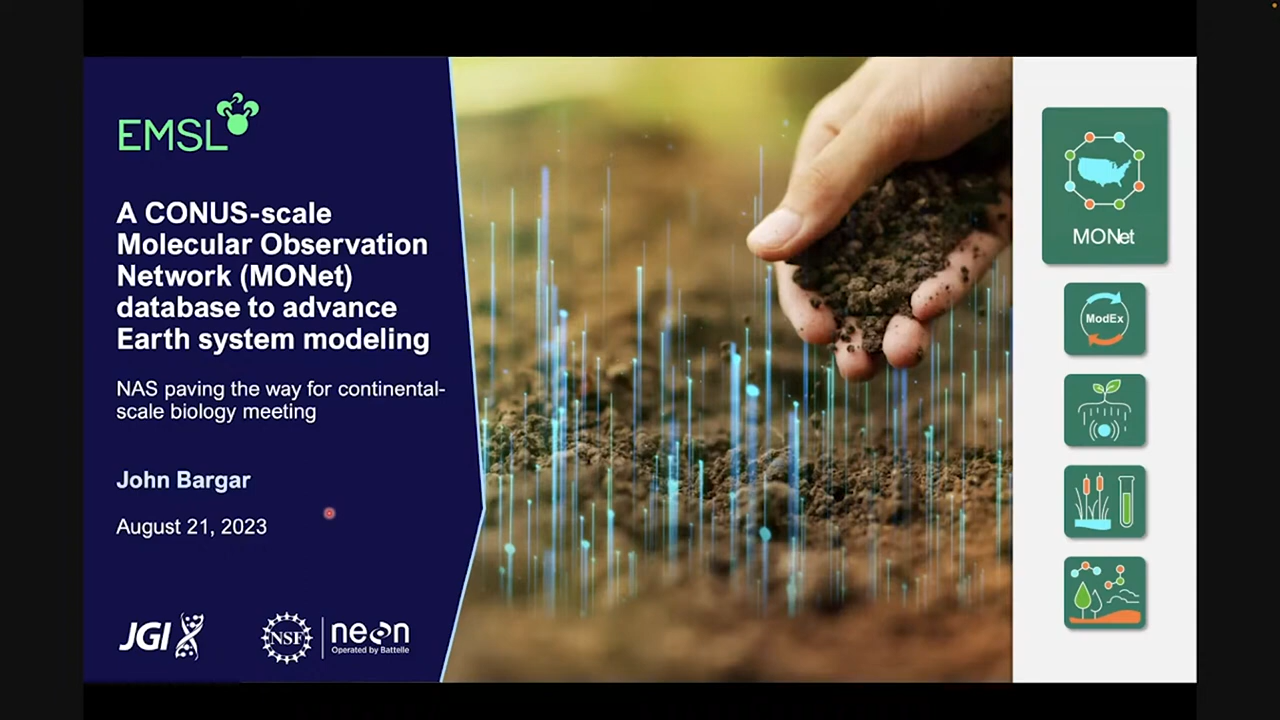 EMSL
A CONUS-scale
Molecular Observation
Network (MONet)
database to advance
Earth system modeling
NAS paving the way for continental-
scale biology meeting
John Bargar
August 21, 2023
JGI
NSF
neon
Operated by Battelle
MONet
ModEx